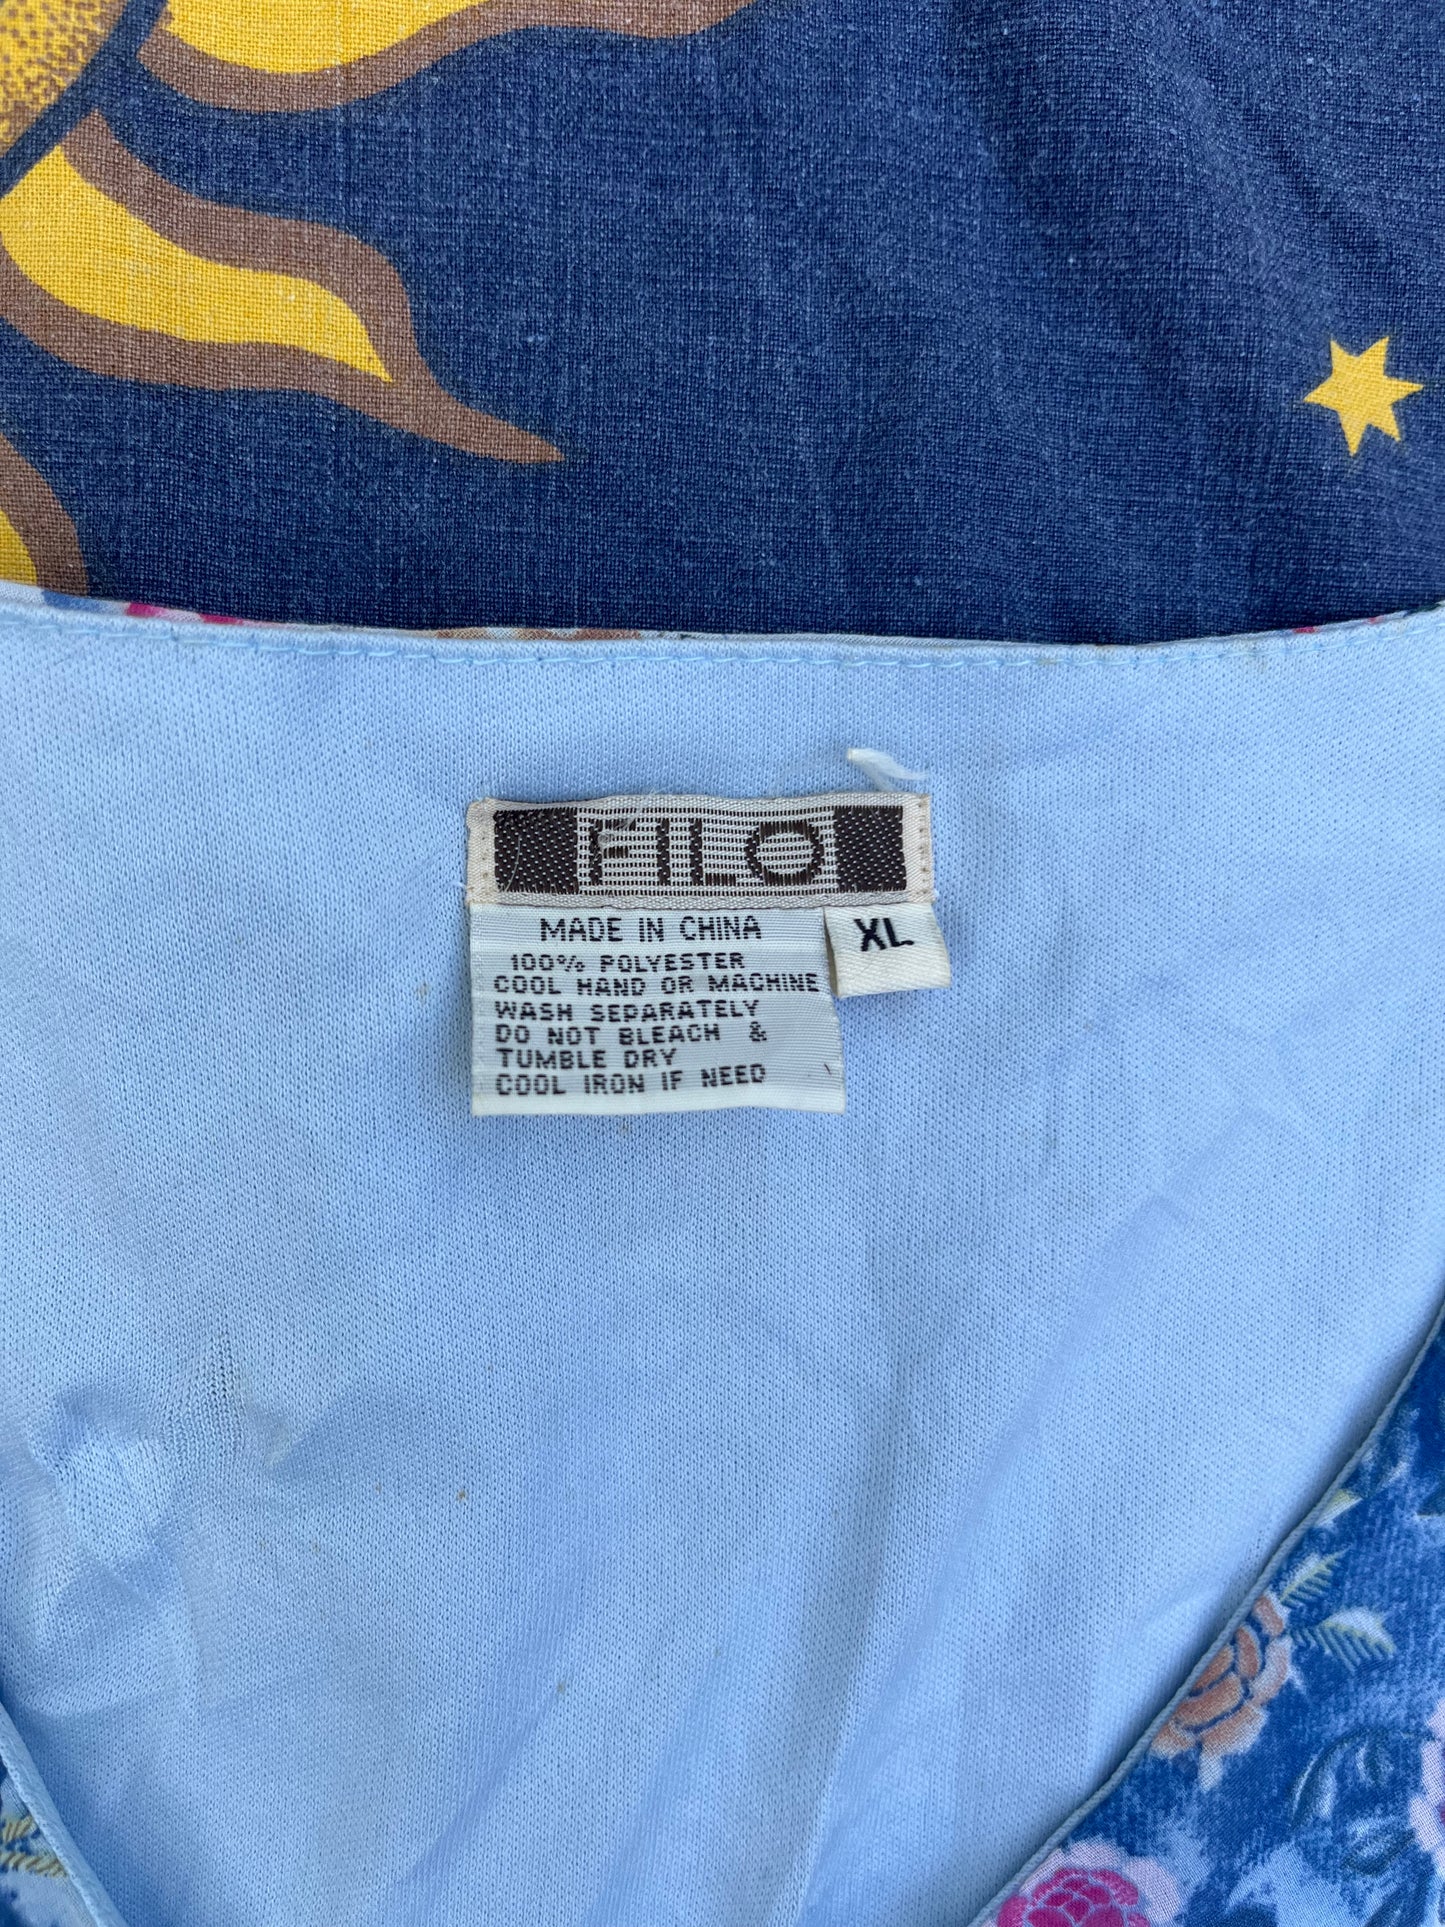 FILO
MADE IN CHINA
XL
100% POLYESTER
COOL HAND OR MACHINE
WASH SEPARATELY
DO NOT BLEACH &
TUMBLE DRY
COOL IRON IF NEED